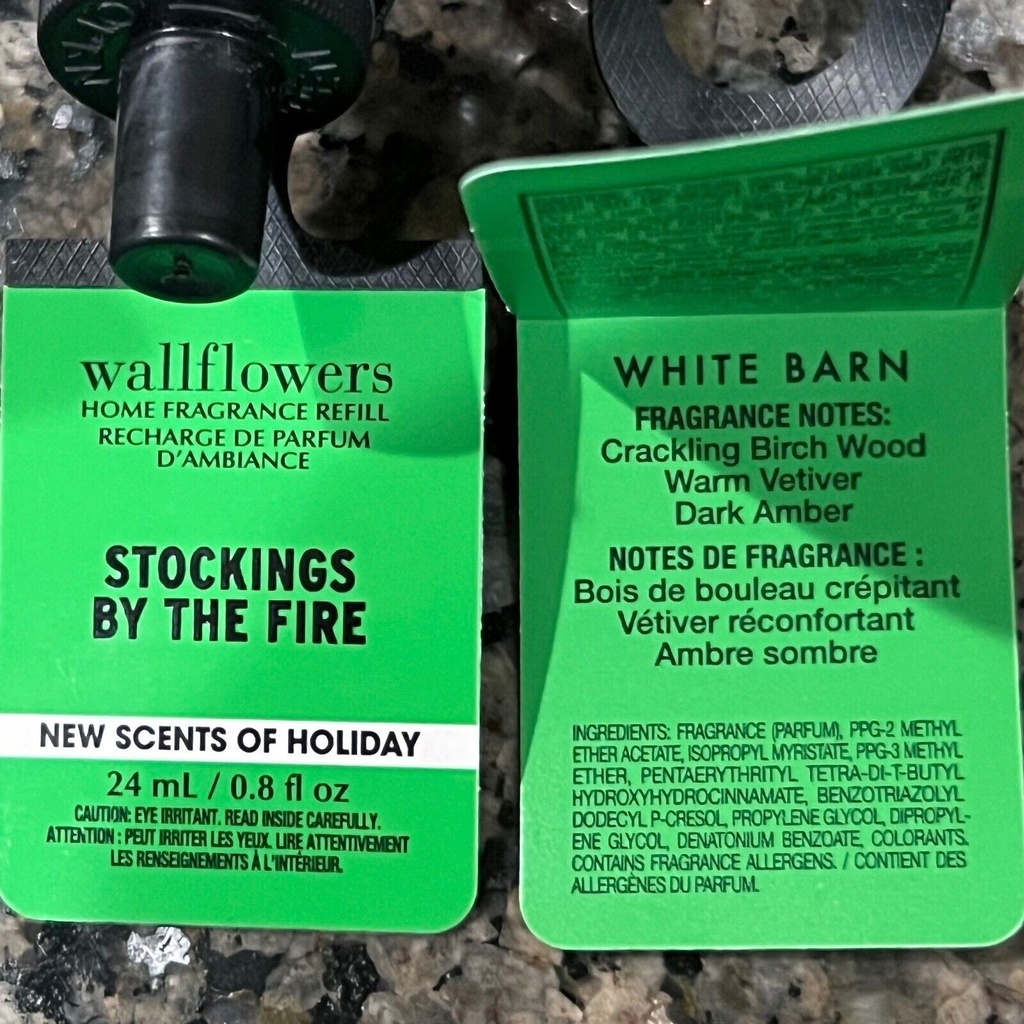 wallflowers
HOME FRAGRANCE REFILL
RECHARGE DE PARFUM
D'AMBIANCE
STOCKINGS
BY THE FIRE
NEW SCENTS OF HOLIDAY
24 mL / 0.8 fl oz
CAUTION: EYE IRRITANT. READ INSIDE CAREFULLY.
ATTENTION : PEUT IRRITER LES YEUX. LIRE ATTENTIVEMENT
LES RENSEIGNEMENTS À L'INTÉRIEUR.
WHITE BARN
FRAGRANCE NOTES:
Crackling Birch Wood
Warm Vetiver
Dark Amber
NOTES DE FRAGRANCE :
Bois de bouleau crépitant
Vétiver réconfortant
Ambre sombre
INGREDIENTS: FRAGRANCE (PARFUM), PPG-2 METHYL
ETHER ACETATE, ISOPROPYL MYRISTATE, PPG-3 METHYL
ETHER, PENTAERYTHRITYL TETRA-DI-T-BUTYL
HYDROXYHYDROCINNAMATE, BENZOTRIAZOLYL
DODECYL P-CRESOL, PROPYLENE GLYCOL, DIPROPYL-
ENE GLYCOL, DENATONIUM BENZOATE, COLORANTS.
CONTAINS FRAGRANCE ALLERGENS. / CONTIENT DES
ALLERGÈNES DU PARFUM.